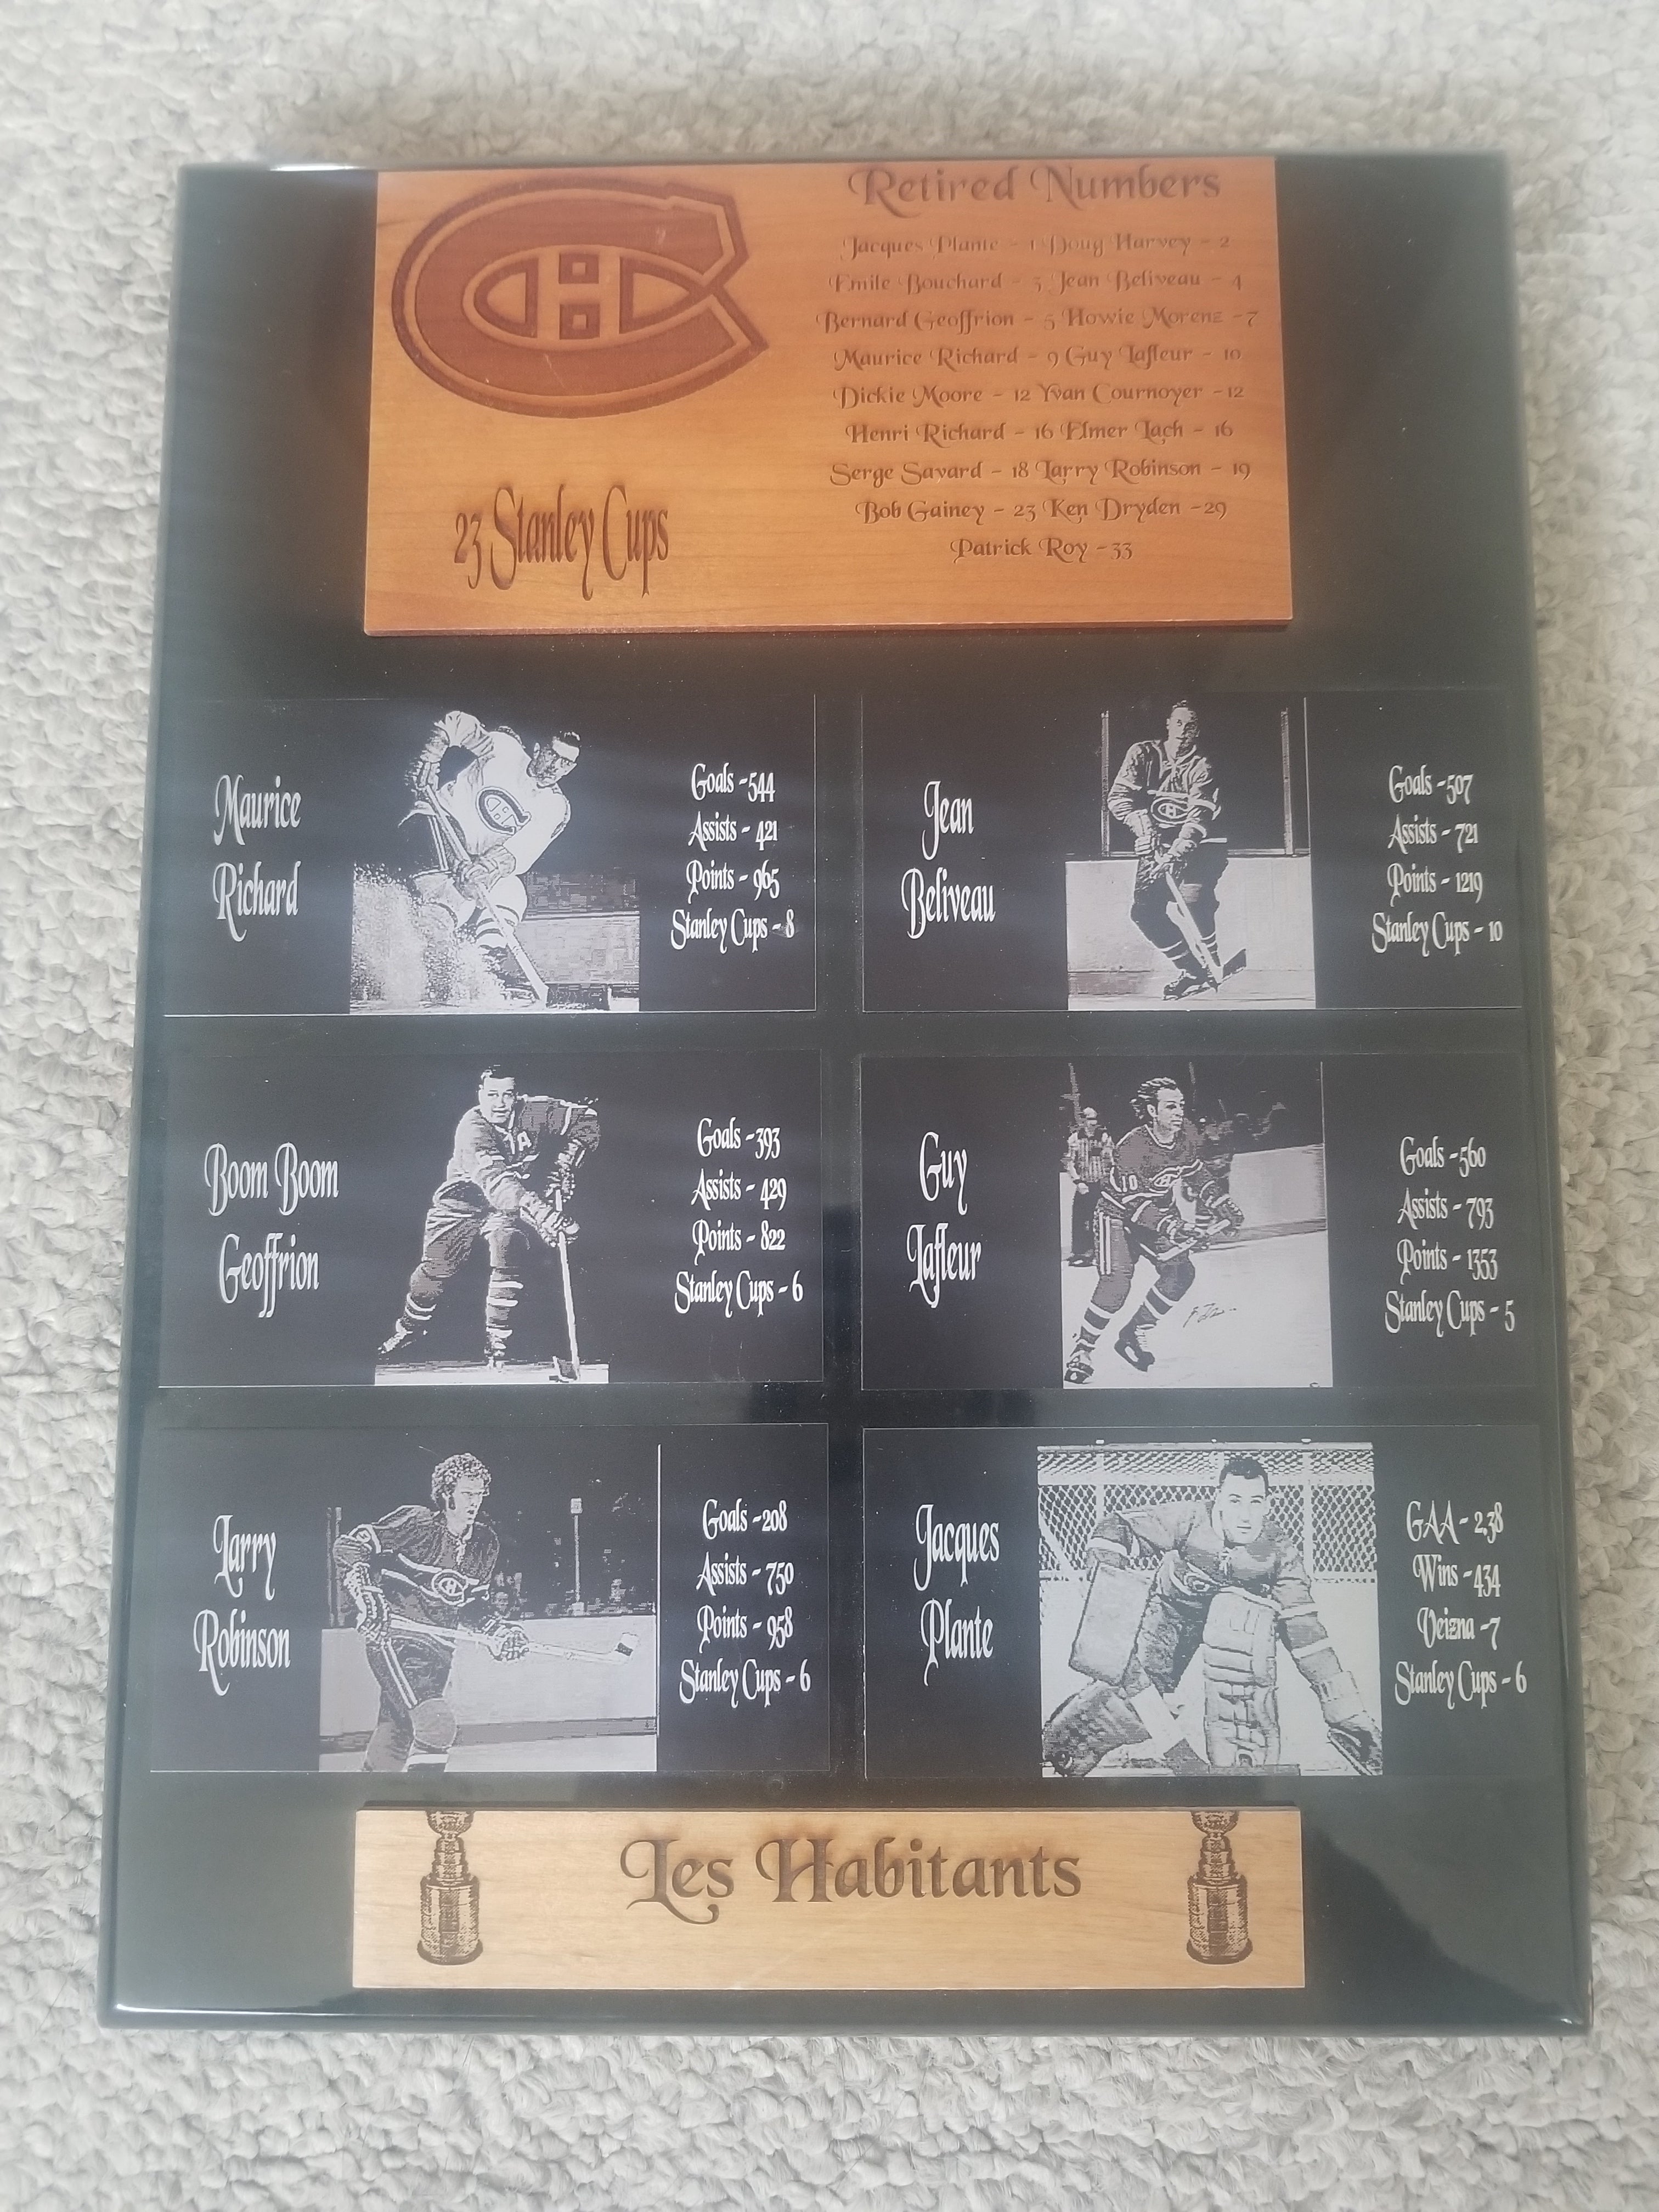 Retired Numbers
Jacques Plante - 1 Doug Harvey - 2
Emile Bouchard - 3 Jean Beliveau - 4
Bernard Geoffrion - 5 Howie Morenz -7
Maurice Richard - 9 Guy Lafleur - 10
Dickie Moore - 12 Yvan Cournoyer -12
Henri Richard - 16 Elmer Lach - 16
Serge Savard - 18 Larry Robinson - 19
Bob Gainey - 23 Ken Dryden -29
Patrick Roy -33
23 Stanley Cups
Maurice
Richard
Goals -544
Assists - 421
Points - 965
Stanley Cups - 8
Jean
Beliveau
Goals -507
Assists - 721
Points - 1219
Stanley Cups - 10
Boom Boom
Geoffrion
Goals -393
Assists - 429
Points - 822
Stanley Cups - 6
A
Guy
Lafleur
Goals -560
Assists - 793
Points - 1353
Stanley Cups - 5
10
Larry
Robinson
Goals -208
Assists - 750
Points - 958
Stanley Cups - 6
Jacques
Plante
GAA - 2.38
Wins -434
Veizna -7
Stanley Cups - 6
Les Habitants